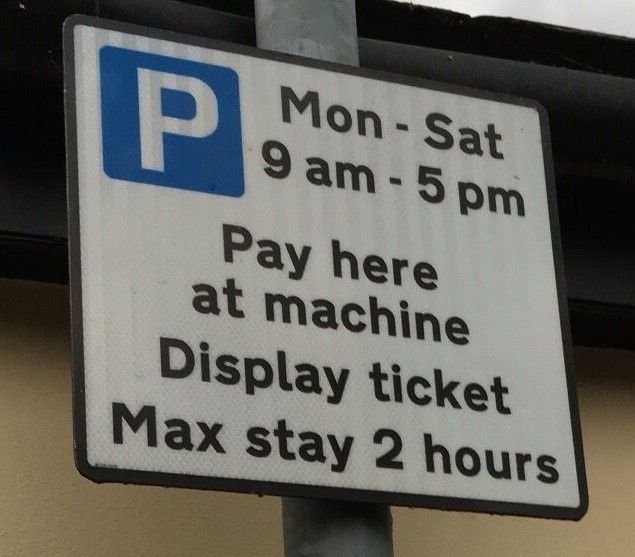 P
Mon - Sat
9 am - 5 pm
Pay here
at machine
Display ticket
Max stay 2 hours